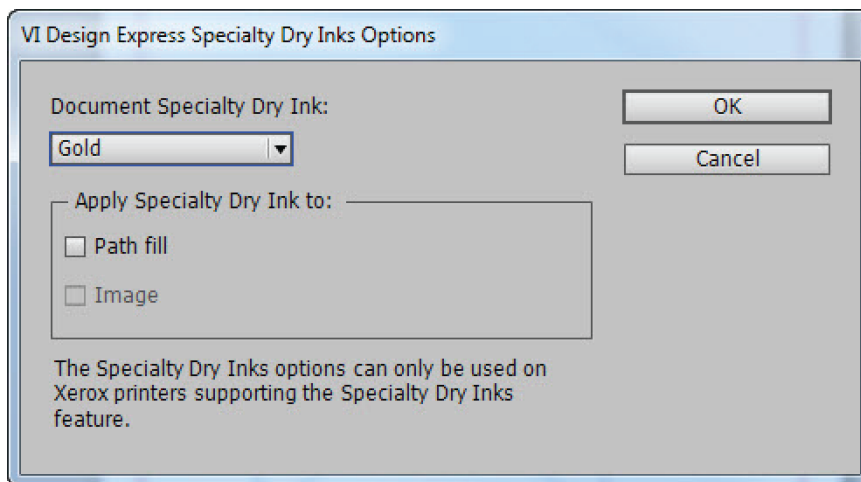 VI Design Express Specialty Dry Inks Options
Document Specialty Dry Ink:
Gold
OK
Cancel
Apply Specialty Dry Ink to:
Path fill
Image
The Specialty Dry Inks options can only be used on
Xerox printers supporting the Specialty Dry Inks
feature.